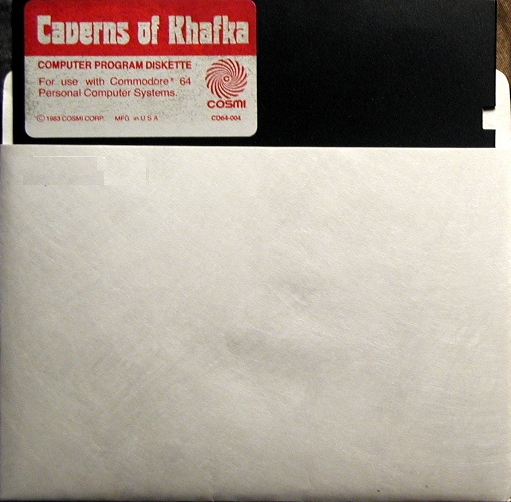 Caverns of Khafka
COMPUTER PROGRAM DISKETTE
For use with Commodore® 64
Personal Computer Systems.
COSMI
© 1983 COSMI CORP. MFG. in U S A
CD64-004